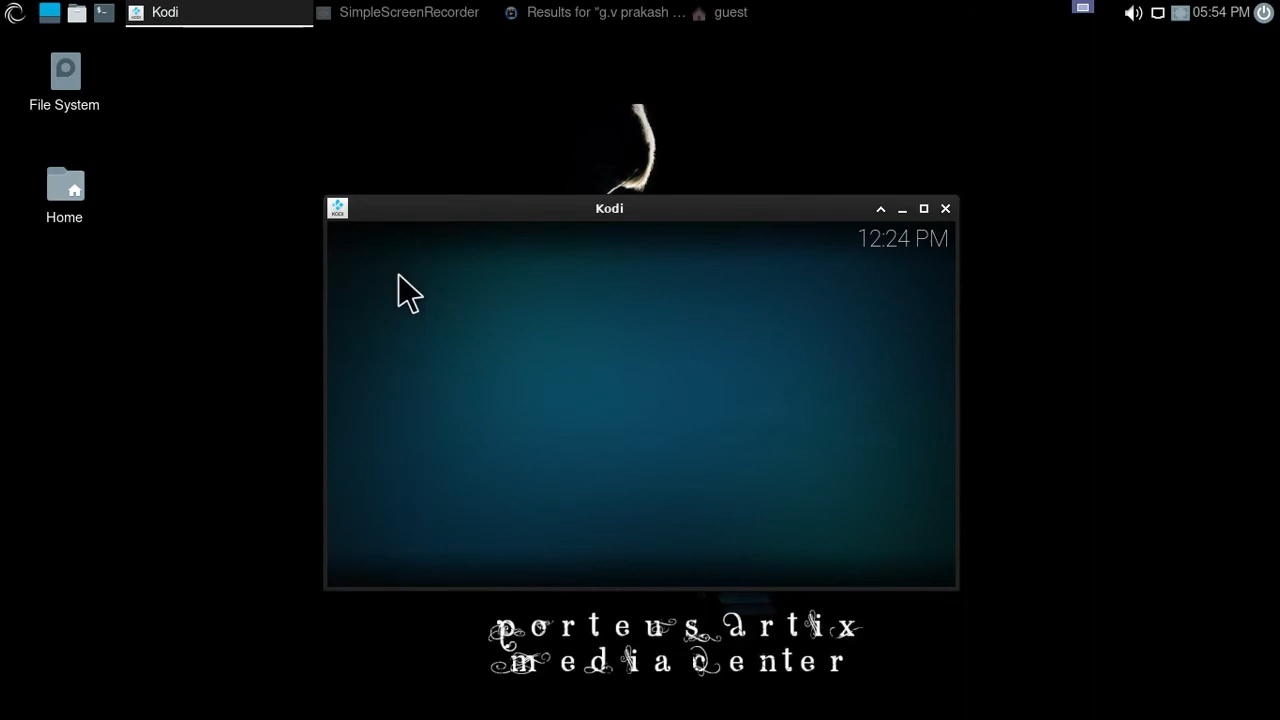 Kodi
SimpleScreenRecorder
Results for "g.v prakash ...
guest
05:54 PM
File System
Home
KODI
Kodi
12:24 PM
porteus artix
media center